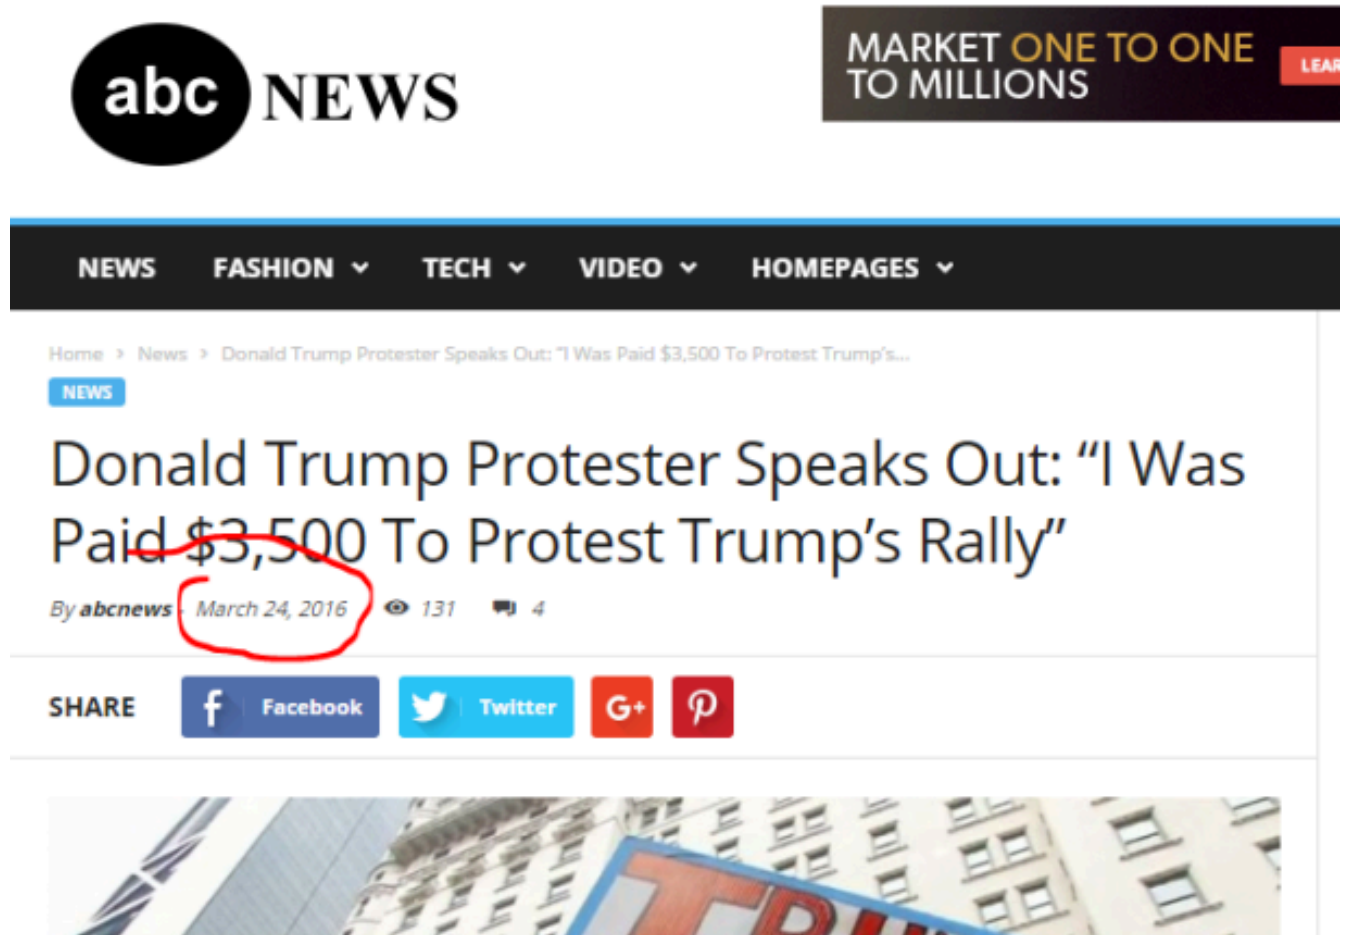 abc NEWS
MARKET ONE TO ONE
TO MILLIONS
LEAR
NEWS FASHION TECH VIDEO HOMEPAGES
Home > News > Donald Trump Protester Speaks Out: "I Was Paid $3,500 To Protest Trump's...
NEWS
Donald Trump Protester Speaks Out: “I Was
Paid $3,500 To Protest Trump’s Rally”
By abcnews - March 24, 2016 131 4
SHARE f Facebook Twitter G+
TRU